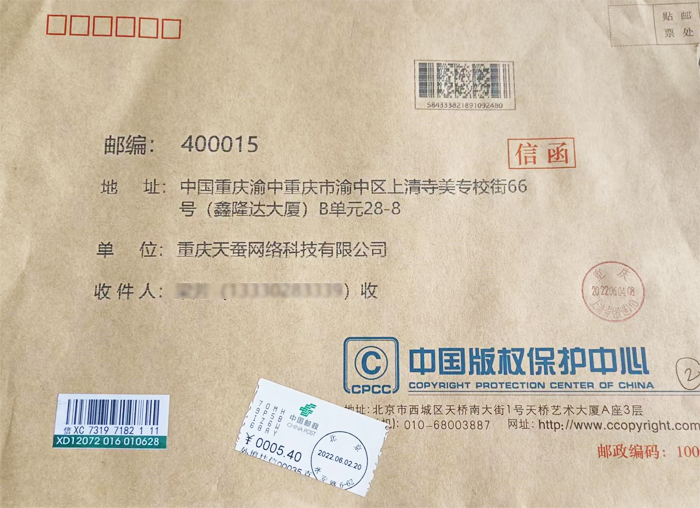 贴 邮
票 处
584333821891092480
信函
邮编: 400015
地 址: 中国重庆渝中重庆市渝中区上清寺美专校街66
号（鑫隆达大厦）B单元28-8
单 位: 重庆天蚕网络科技有限公司
收件人: 收
重庆
2022.06.04.08
CPCC
中国版权保护中心
COPYRIGHT PROTECTION CENTER OF CHINA
2
地址:北京市西城区天桥南大街1号天桥艺术大厦A座3层
机）:010-68003887 网址:http://www.ccopyright.com
邮政编码: 100
信 XC 7319 7182 1 11
XD12072 016 010628
中国邮政
CHINA POST
¥0005.40
北京
2022.06.02.20